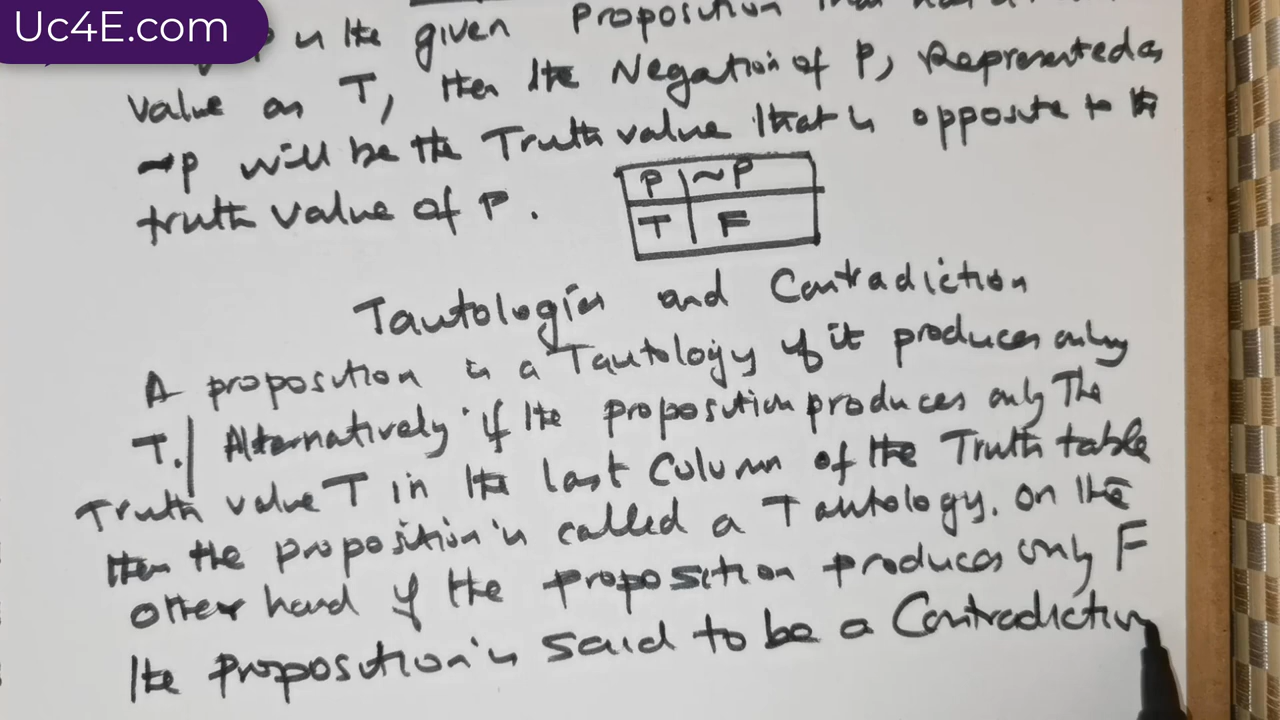 Uc4E.com
P is the given Proposition that
value as T, then the Negation of P, Represented as
~P will be the Truth value that is opposite to the
truth value of P.
P ~P
T F
Tautologies and Contradiction
A proposition is a Tautology if it produces only
T. | Alternatively if the proposition produces only The
Truth value T in the last Column of the Truth table
then the proposition is called a Tautology. on the
other hand if the proposition produces only F
the proposition is said to be a Contradiction